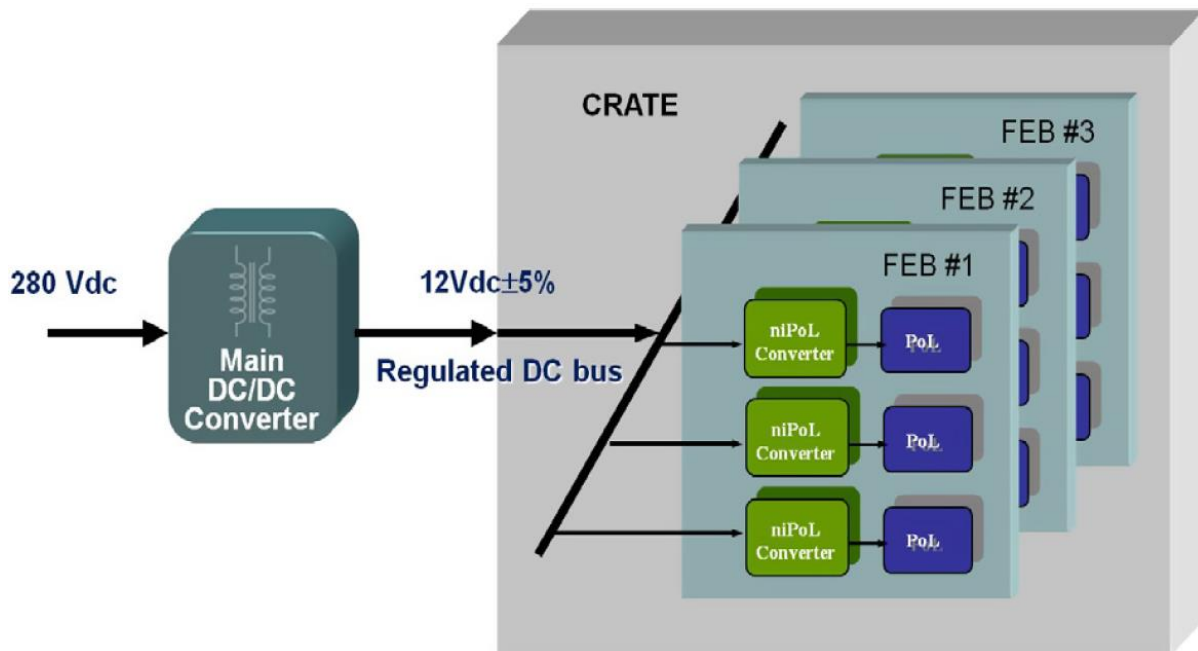 CRATE
FEB #3
FEB #2
FEB #1
280 Vdc
12Vdc±5%
Main
DC/DC
Converter
Regulated DC bus
niPoL
Converter
PoL
niPoL
Converter
PoL
niPoL
Converter
PoL